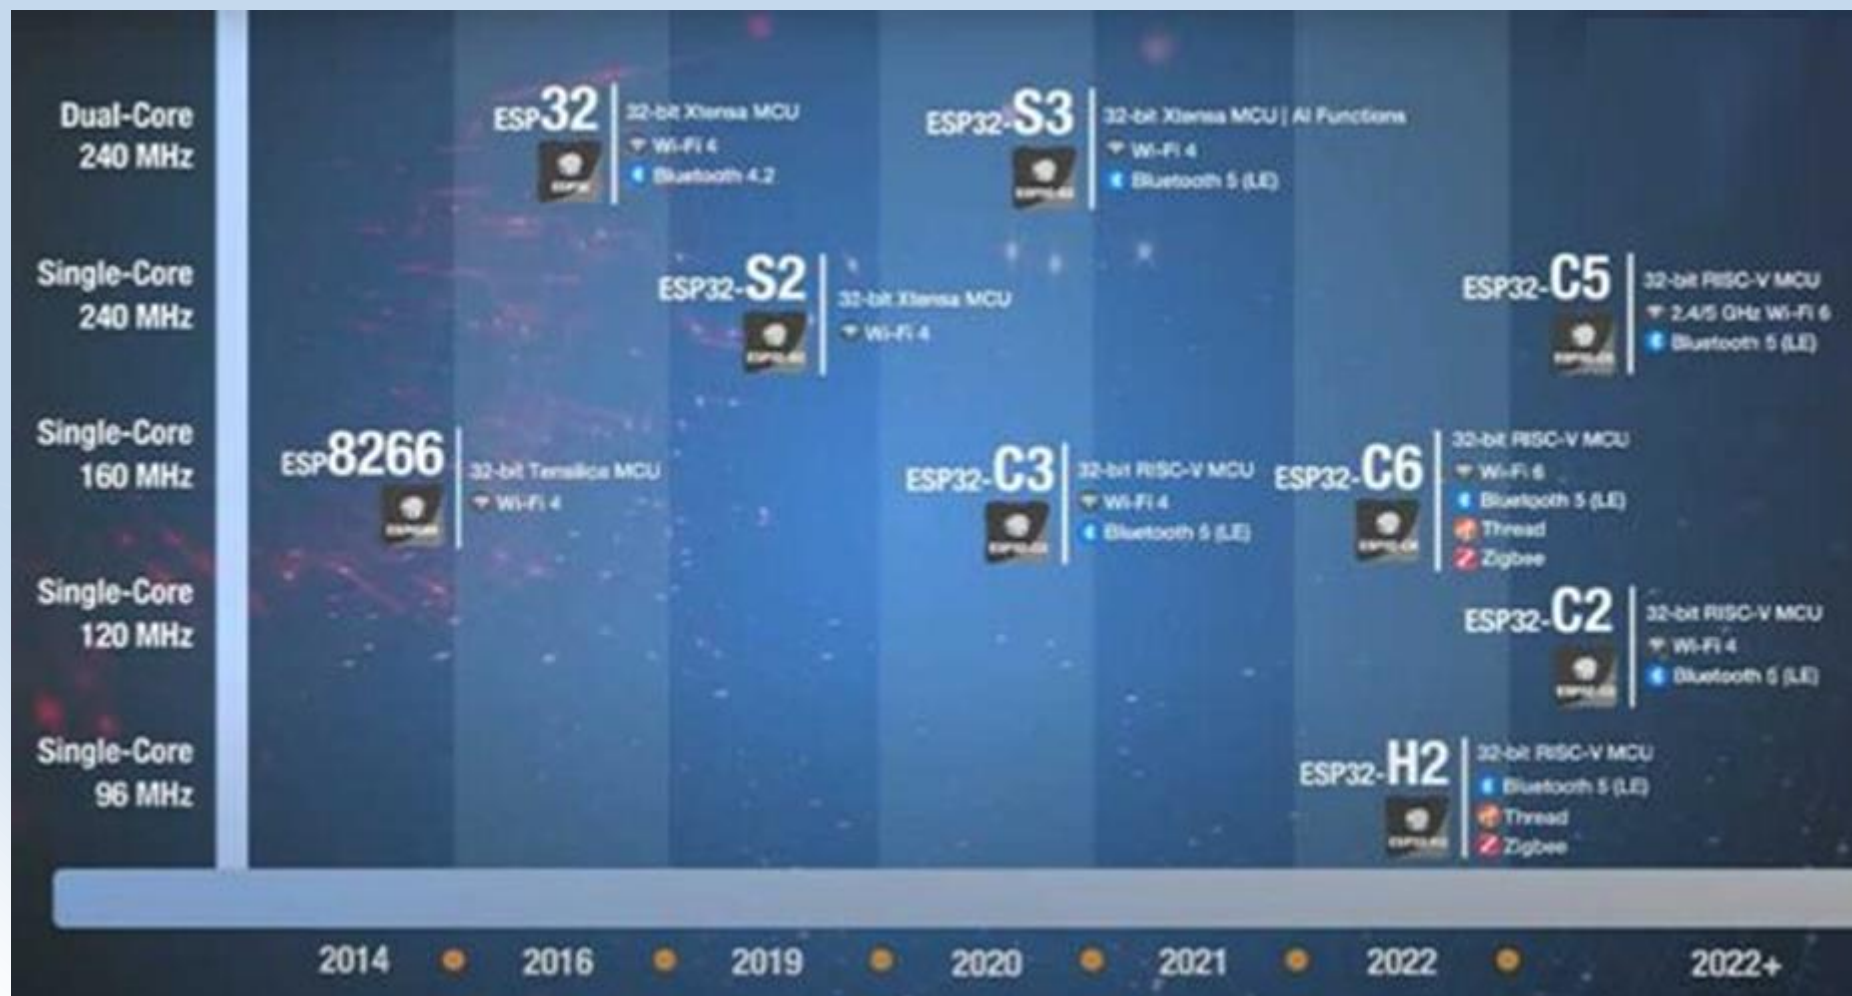 Dual-Core
240 MHz
ESP32
32-bit Xtensa MCU
Wi-Fi 4
Bluetooth 4.2
ESP32-S3
32-bit Xtensa MCU | AI Functions
Wi-Fi 4
Bluetooth 5 (LE)
Single-Core
240 MHz
ESP32-S2
32-bit Xtensa MCU
Wi-Fi 4
ESP32-C5
32-bit RISC-V MCU
2.4/5 GHz Wi-Fi 6
Bluetooth 5 (LE)
Single-Core
160 MHz
ESP8266
32-bit Tensilica MCU
Wi-Fi 4
ESP32-C3
32-bit RISC-V MCU
Wi-Fi 4
Bluetooth 5 (LE)
ESP32-C6
32-bit RISC-V MCU
Wi-Fi 6
Bluetooth 5 (LE)
Thread
Zigbee
Single-Core
120 MHz
ESP32-C2
32-bit RISC-V MCU
Wi-Fi 4
Bluetooth 5 (LE)
Single-Core
96 MHz
ESP32-H2
32-bit RISC-V MCU
Bluetooth 5 (LE)
Thread
Zigbee
2014 2016 2019 2020 2021 2022 2022+